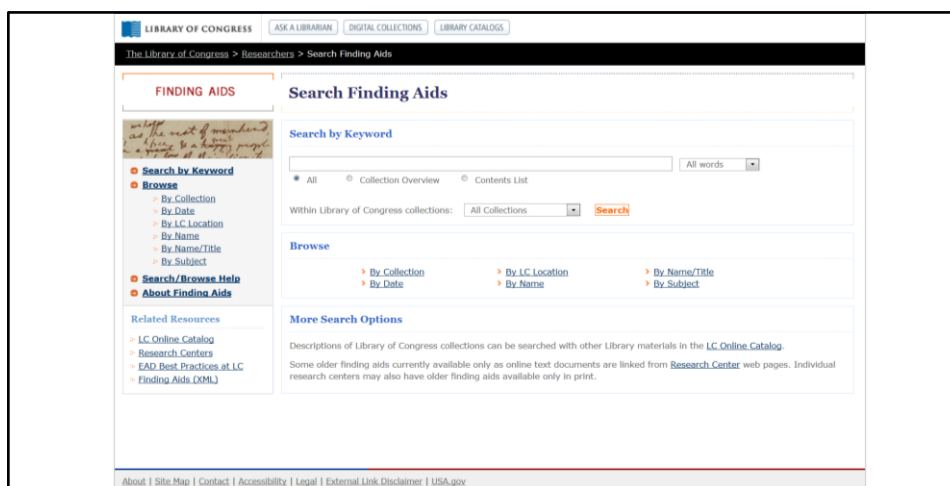 LIBRARY OF CONGRESS
ASK A LIBRARIAN
DIGITAL COLLECTIONS
LIBRARY CATALOGS
The Library of Congress > Researchers > Search Finding Aids
FINDING AIDS
Search by Keyword
Browse
By Collection
By Date
By LC Location
By Name
By Name/Title
By Subject
Search/Browse Help
About Finding Aids
Related Resources
LC Online Catalog
Research Centers
EAD Best Practices at LC
Finding Aids (XML)
Search Finding Aids
Search by Keyword
All words
All Collection Overview Contents List
Within Library of Congress collections: All Collections Search
Browse
> By Collection > By LC Location > By Name/Title
> By Date > By Name > By Subject
More Search Options
Descriptions of Library of Congress collections can be searched with other Library materials in the LC Online Catalog.
Some older finding aids currently available only as online text documents are linked from Research Center web pages. Individual
research centers may also have older finding aids available only in print.
About | Site Map | Contact | Accessibility | Legal | External Link Disclaimer | USA.gov